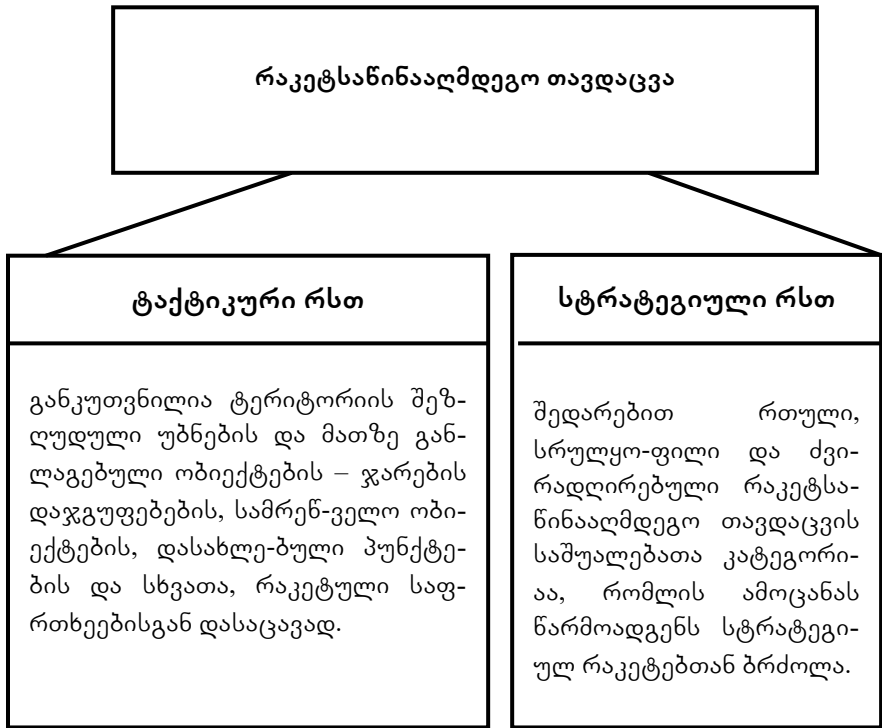 რაკეტსაწინააღმდეგო თავდაცვა
ტაქტიკური რსთ
განკუთვნილია ტერიტორიის შეზ-
ღუდული უბნების და მათზე გან-
ლაგებული ობიექტების – ჯარების
დაჯგუფებების, სამრეწ-ველო ობი-
ექტების, დასახლე-ბული პუნქტე-
ბის და სხვათა, რაკეტული საფ-
რთხეებისგან დასაცავად.
სტრატეგიული რსთ
შედარებით რთული,
სრულყო-ფილი და ძვი-
რადღირებული რაკეტსა-
წინააღმდეგო თავდაცვის
საშუალებათა კატეგორი-
აა, რომლის ამოცანას
წარმოადგენს სტრატეგი-
ულ რაკეტებთან ბრძოლა.